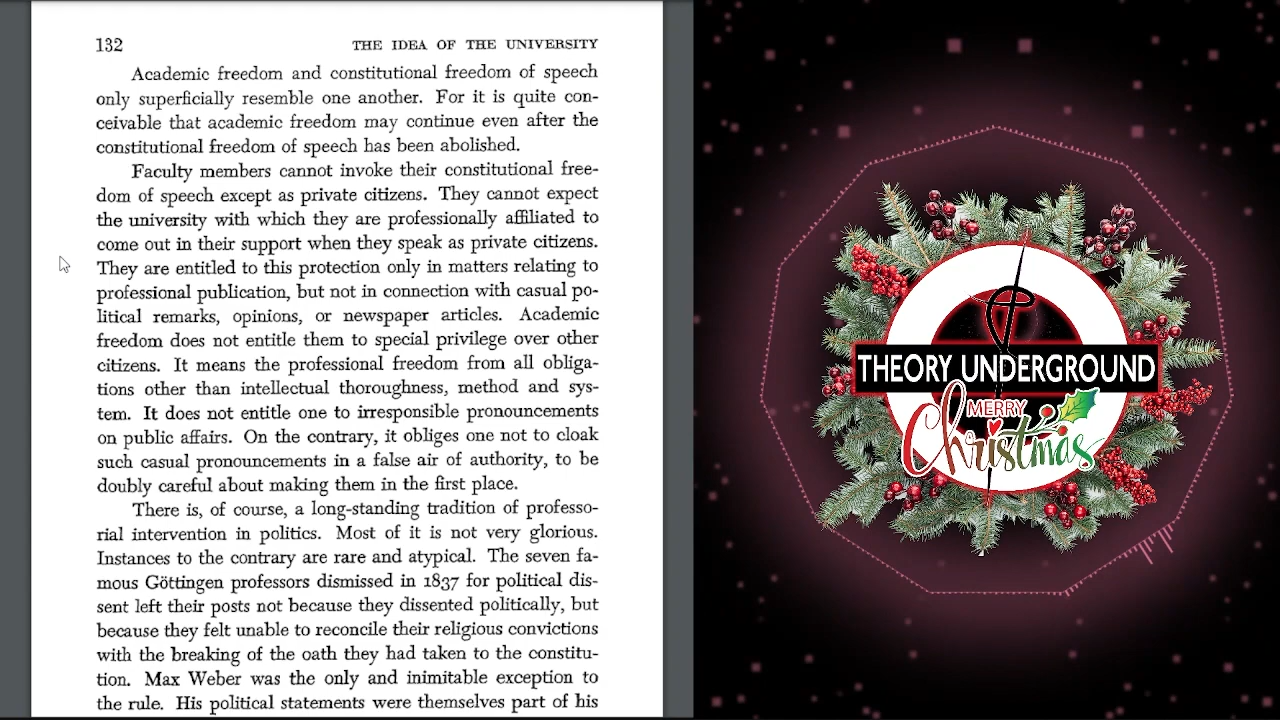 132 THE IDEA OF THE UNIVERSITY
Academic freedom and constitutional freedom of speech
only superficially resemble one another. For it is quite con-
ceivable that academic freedom may continue even after the
constitutional freedom of speech has been abolished.
Faculty members cannot invoke their constitutional free-
dom of speech except as private citizens. They cannot expect
the university with which they are professionally affiliated to
come out in their support when they speak as private citizens.
They are entitled to this protection only in matters relating to
professional publication, but not in connection with casual po-
litical remarks, opinions, or newspaper articles. Academic
freedom does not entitle them to special privilege over other
citizens. It means the professional freedom from all obliga-
tions other than intellectual thoroughness, method and sys-
tem. It does not entitle one to irresponsible pronouncements
on public affairs. On the contrary, it obliges one not to cloak
such casual pronouncements in a false air of authority, to be
doubly careful about making them in the first place.
There is, of course, a long-standing tradition of professo-
rial intervention in politics. Most of it is not very glorious.
Instances to the contrary are rare and atypical. The seven fa-
mous Göttingen professors dismissed in 1837 for political dis-
sent left their posts not because they dissented politically, but
because they felt unable to reconcile their religious convictions
with the breaking of the oath they had taken to the constitu-
tion. Max Weber was the only and inimitable exception to
the rule. His political statements were themselves part of his
THEORY UNDERGROUND
MERRY
Christmas